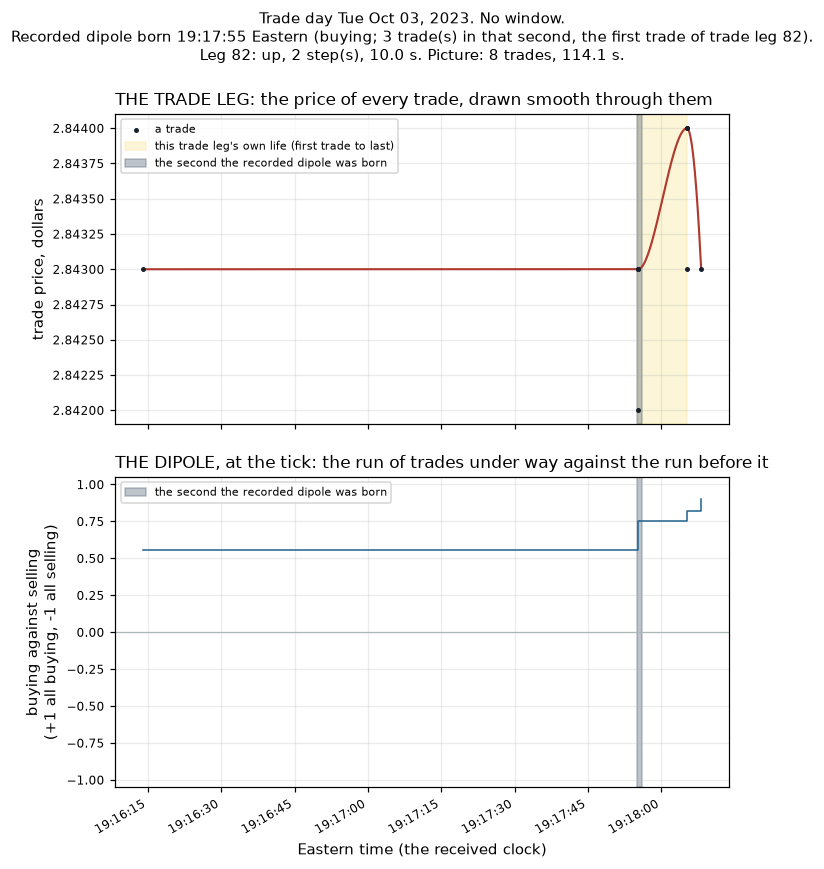 Trade day Tue Oct 03, 2023. No window.
Recorded dipole born 19:17:55 Eastern (buying; 3 trade(s) in that second, the first trade of trade leg 82).
Leg 82: up, 2 step(s), 10.0 s. Picture: 8 trades, 114.1 s.
THE TRADE LEG: the price of every trade, drawn smooth through them
a trade
this trade leg's own life (first trade to last)
the second the recorded dipole was born
2.84400
2.84375
2.84350
2.84325
2.84300
2.84275
2.84250
2.84225
2.84200
trade price, dollars
THE DIPOLE, at the tick: the run of trades under way against the run before it
the second the recorded dipole was born
1.00
0.75
0.50
0.25
0.00
−0.25
−0.50
−0.75
−1.00
buying against selling
(+1 all buying, -1 all selling)
19:16:15
19:16:30
19:16:45
19:17:00
19:17:15
19:17:30
19:17:45
19:18:00
Eastern time (the received clock)